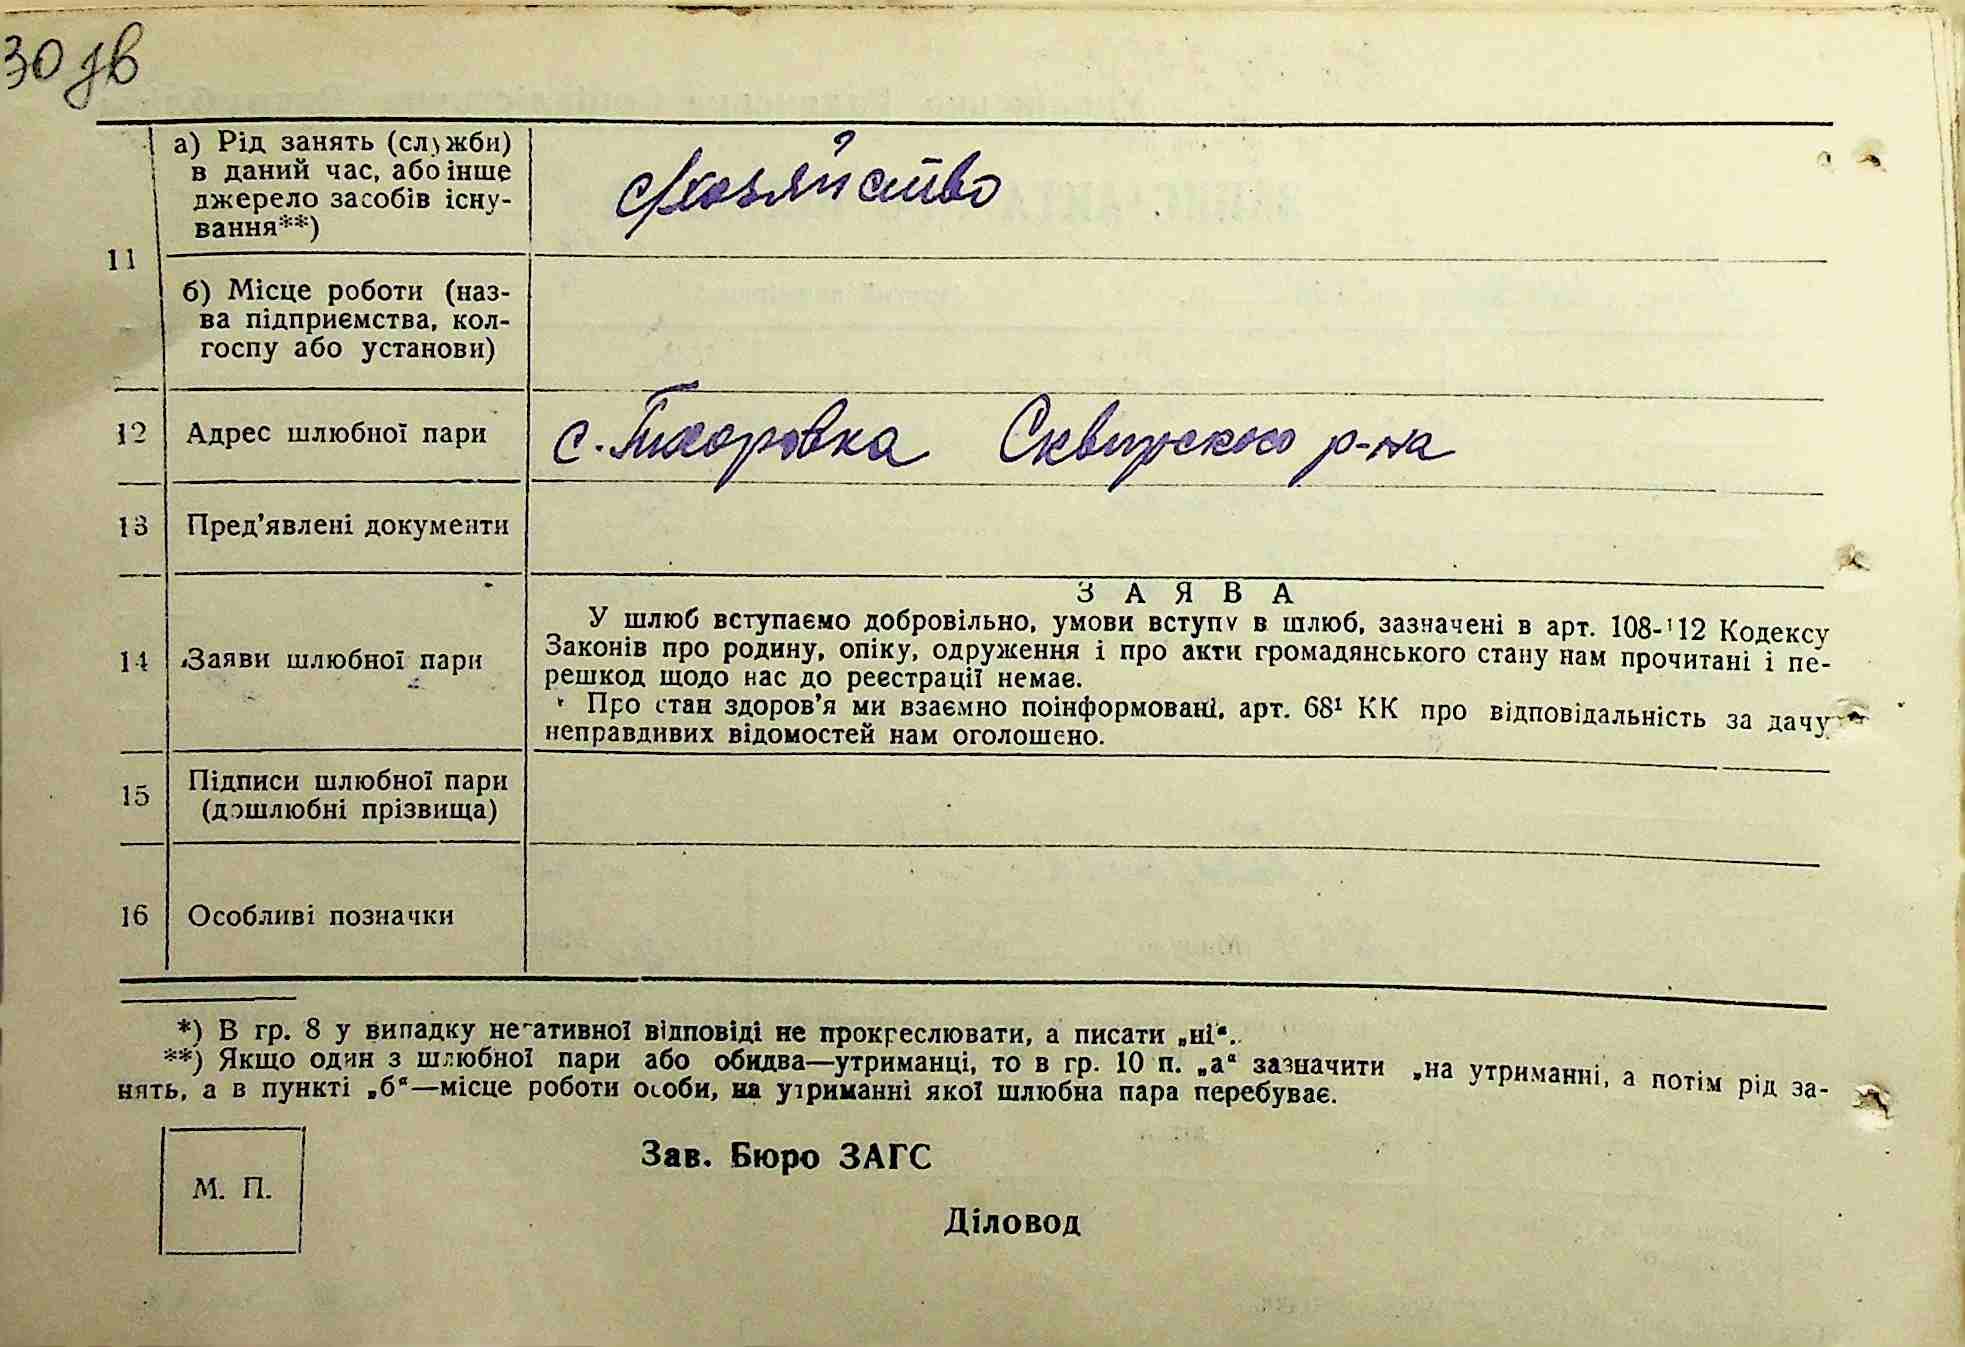 30 зв
а) Рід занять (служби)
в даний час, або інше
джерело засобів існу-
вання**)
с/хозяйство
11
б) Місце роботи (наз-
ва підприємства, кол-
госпу або установи)
12
Адрес шлюбної пари
с. Тхоровка Сквирского р-на
13
Пред’явлені документи
14
Заяви шлюбної пари
ЗАЯВА
У шлюб вступаємо добровільно, умови вступу в шлюб, зазначені в арт. 108-112 Кодексу
Законів про родину, опіку, одруження і про акти громадянського стану нам прочитані і пе-
решкод щодо нас до реєстрації немає.
Про стан здоров’я ми взаємно поінформовані, арт. 68¹ КК про відповідальність за дачу
неправдивих відомостей нам оголошено.
15
Підписи шлюбної пари
(дошлюбні прізвища)
16
Особливі позначки
*) В гр. 8 у випадку негативної відповіді не прокреслювати, а писати „ні“.
**) Якщо один з шлюбної пари або обидва—утриманці, то в гр. 10 п. „а“ зазначити „на утриманні, а потім рід за-
нять, а в пункті „б“—місце роботи особи, на утриманні якої шлюбна пара перебуває.
М. П.
Зав. Бюро ЗАГС
Діловод